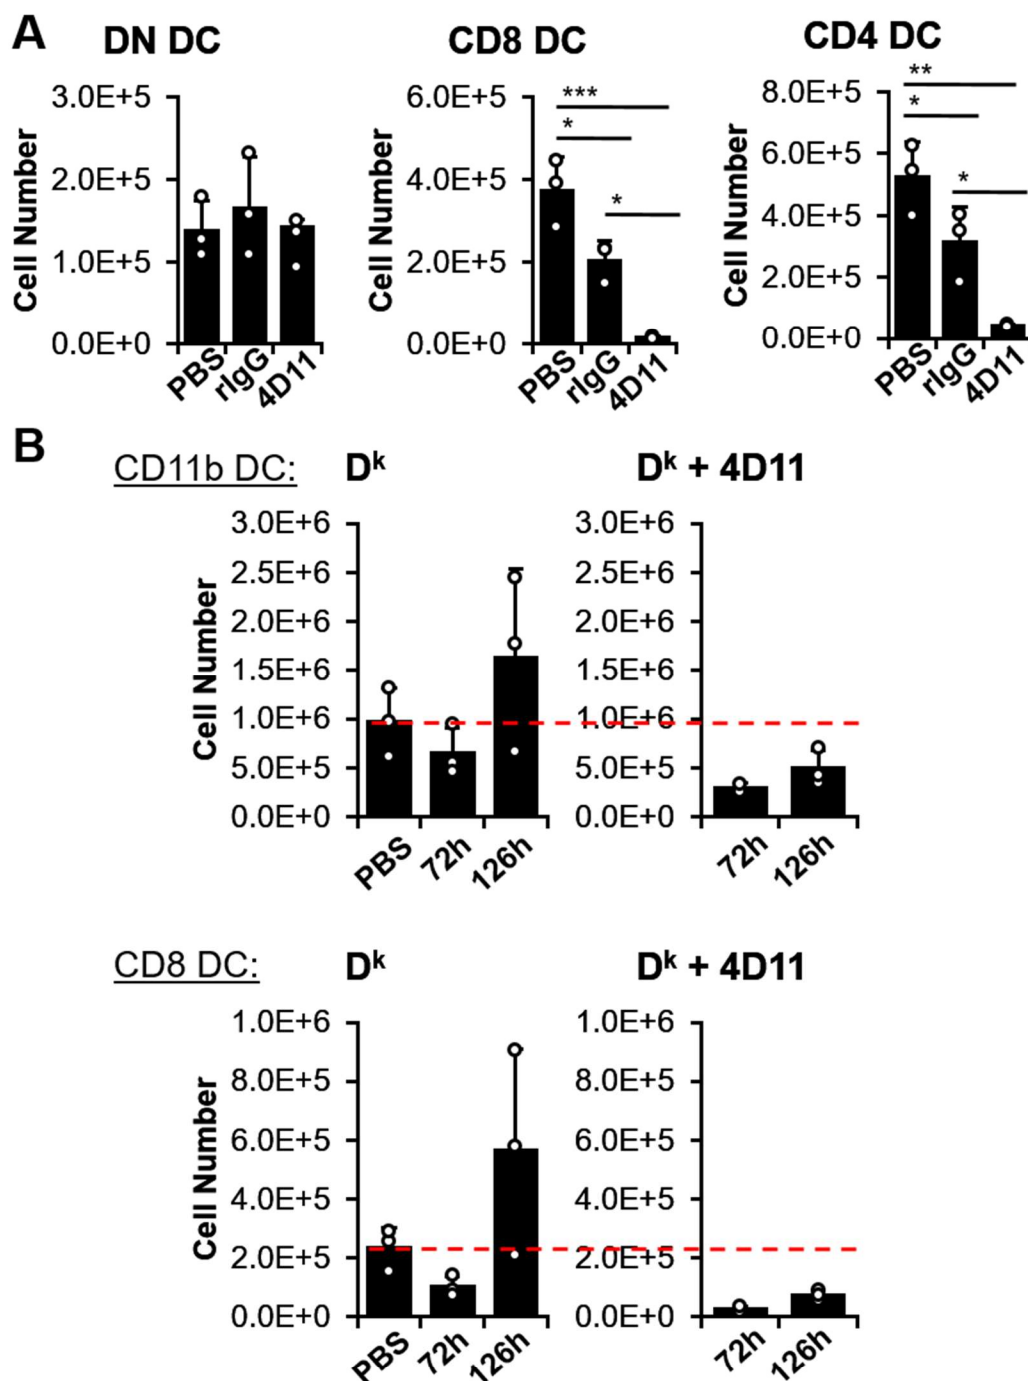 A
DN DC
CD8 DC
CD4 DC
Cell Number
3.0E+5
2.0E+5
1.0E+5
0.0E+0
PBS
rIgG
4D11
Cell Number
6.0E+5
4.0E+5
2.0E+5
0.0E+0
***
*
*
PBS
rIgG
4D11
Cell Number
8.0E+5
6.0E+5
4.0E+5
2.0E+5
0.0E+0
**
*
*
PBS
rIgG
4D11
B
CD11b DC:
Dᵏ
Dᵏ + 4D11
Cell Number
3.0E+6
2.5E+6
2.0E+6
1.5E+6
1.0E+6
5.0E+5
0.0E+0
PBS
72h
126h
3.0E+6
2.5E+6
2.0E+6
1.5E+6
1.0E+6
5.0E+5
0.0E+0
72h
126h
CD8 DC:
Dᵏ
Dᵏ + 4D11
Cell Number
1.0E+6
8.0E+5
6.0E+5
4.0E+5
2.0E+5
0.0E+0
PBS
72h
126h
1.0E+6
8.0E+5
6.0E+5
4.0E+5
2.0E+5
0.0E+0
72h
126h